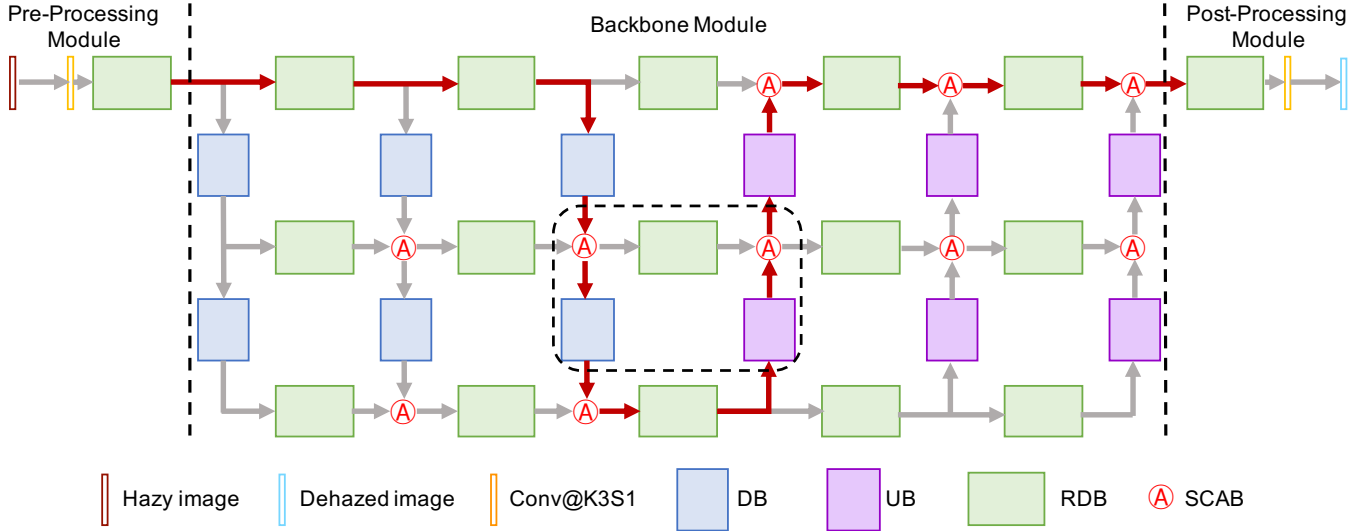 Pre-Processing
Module
Backbone Module
Post-Processing
Module
A A A
A A A A A
A A
Hazy image
Dehazed image
Conv@K3S1
DB
UB
RDB
A SCAB